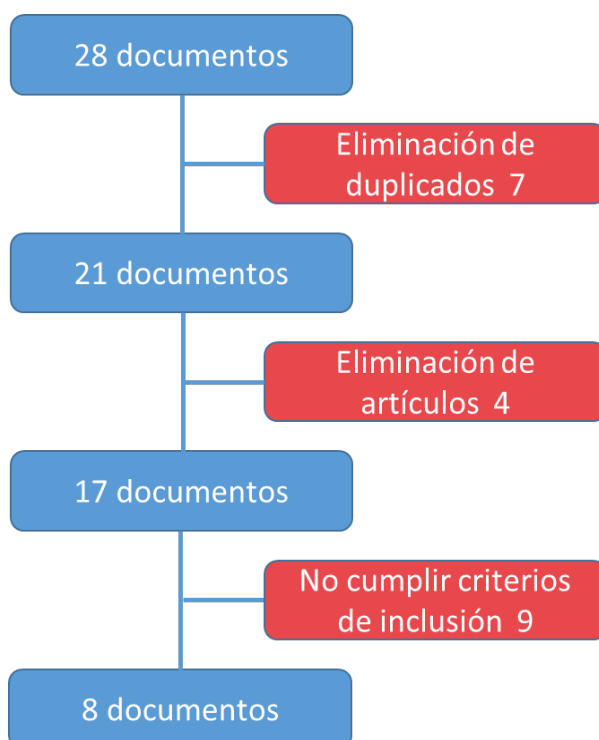 28 documentos
Eliminación de
duplicados 7
21 documentos
Eliminación de
artículos 4
17 documentos
No cumplir criterios
de inclusión 9
8 documentos